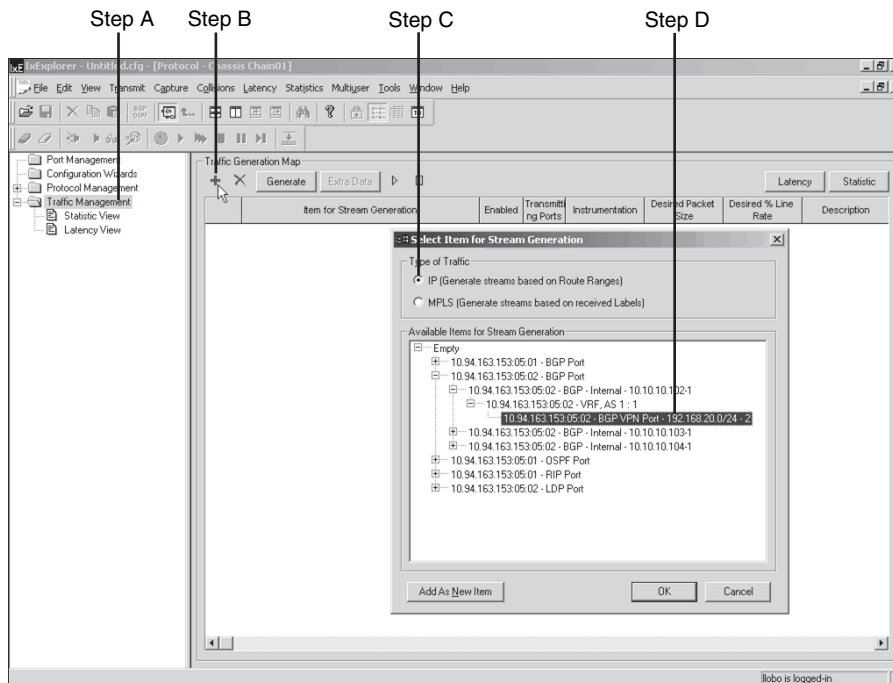 Step A Step B Step C Step D
IxExplorer - Untitled.cfg - [Protocol - Chassis Chain01]
File Edit View Transmit Capture Collisions Latency Statistics Multiuser Tools Window Help
BGP
OSPF
Port Management
Configuration Wizards
Protocol Management
Traffic Management
Statistic View
Latency View
Traffic Generation Map
Generate Extra Data Latency Statistic
Item for Stream Generation Enabled Transmitti ng Ports Instrumentation Desired Packet Size Desired % Line Rate Description
Select Item for Stream Generation
Type of Traffic
IP (Generate streams based on Route Ranges)
MPLS (Generate streams based on received Labels)
Available Items for Stream Generation
Empty
10.94.163.153:05:01 - BGP Port
10.94.163.153:05:02 - BGP Port
10.94.163.153:05:02 - BGP - Internal - 10.10.10.102-1
10.94.163.153:05:02 - VRF, AS 1 : 1
10.94.163.153:05:02 - BGP VPN Port - 192.168.20.0/24 - 2
10.94.163.153:05:02 - BGP - Internal - 10.10.10.103-1
10.94.163.153:05:02 - BGP - Internal - 10.10.10.104-1
10.94.163.153:05:01 - OSPF Port
10.94.163.153:05:01 - RIP Port
10.94.163.153:05:02 - LDP Port
Add As New Item OK Cancel
llobo is logged-in